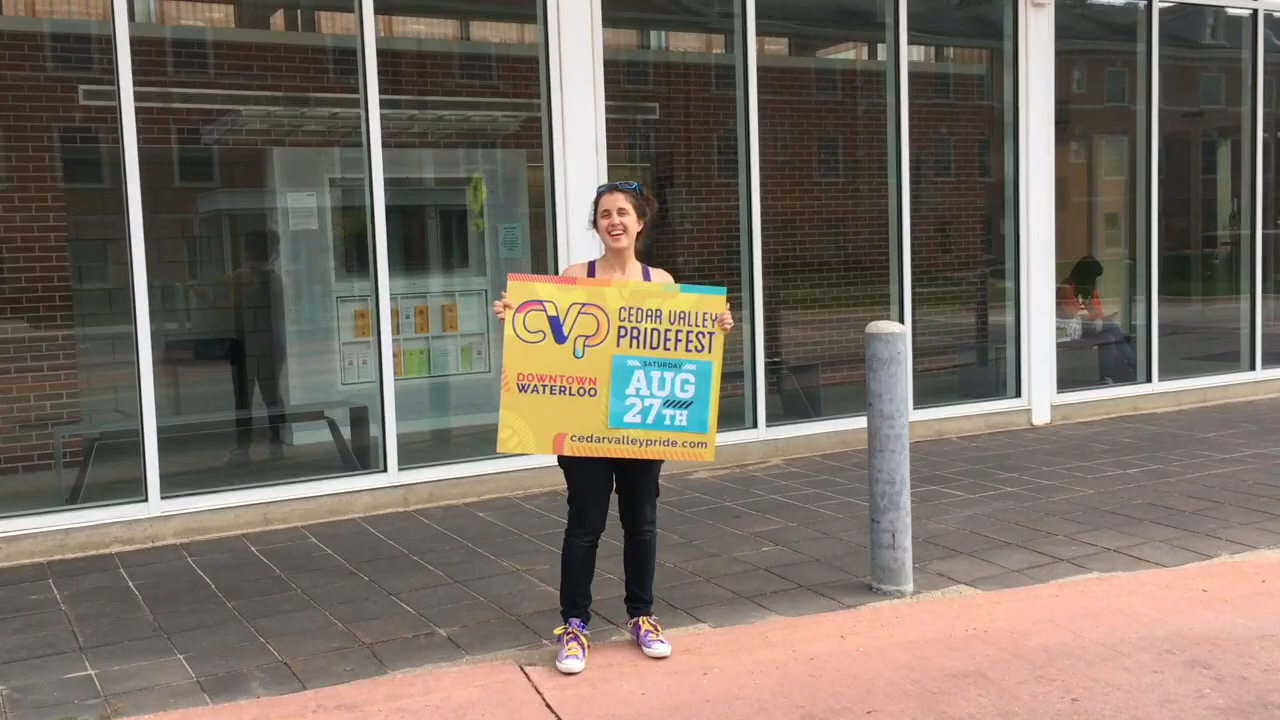 CVP
CEDAR VALLEY
PRIDEFEST
DOWNTOWN
WATERLOO
SATURDAY
AUG
27TH
cedarvalleypride.com